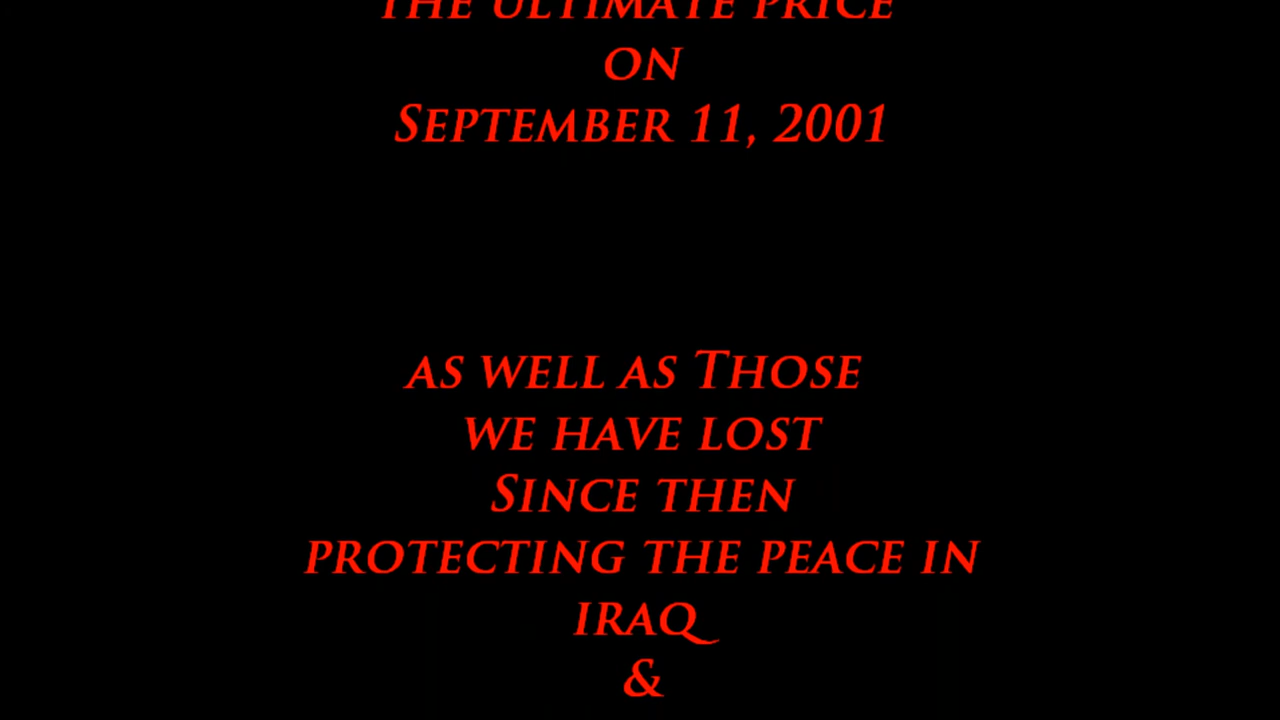 THE ULTIMATE PRICE
ON
SEPTEMBER 11, 2001
AS WELL AS THOSE
WE HAVE LOST
SINCE THEN
PROTECTING THE PEACE IN
IRAQ
&